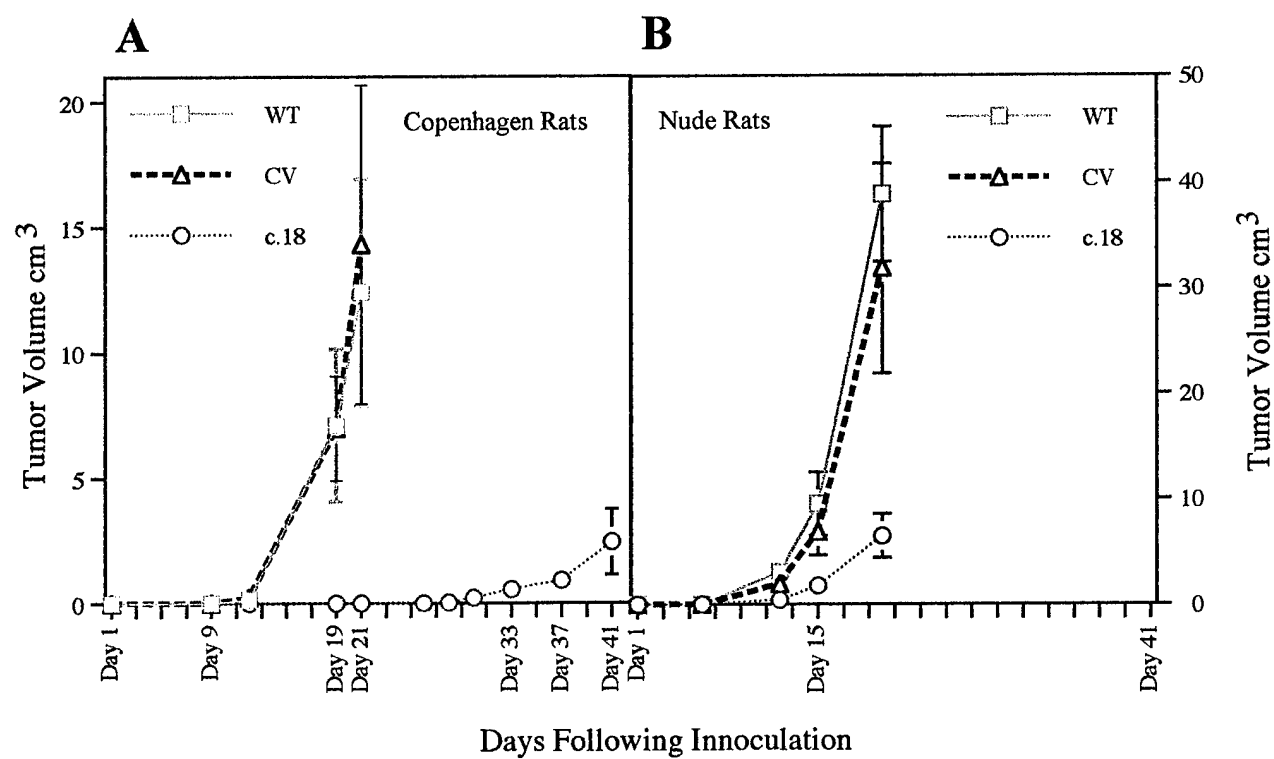 A
B
20
15
10
5
0
Tumor Volume cm3
WT
CV
c.18
Copenhagen Rats
Nude Rats
WT
CV
c.18
50
40
30
20
10
0
Tumor Volume cm3
Day 1
Day 9
Day 19
Day 21
Day 33
Day 37
Day 41
Day 1
Day 15
Day 41
Days Following Innoculation